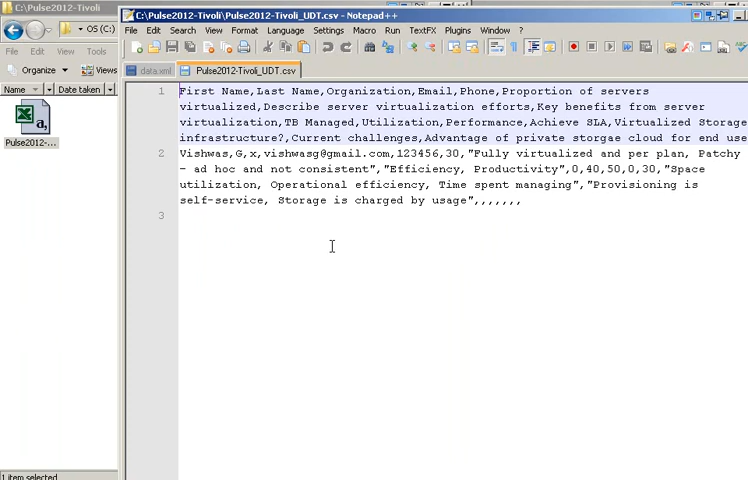 C:\Pulse2012-Tivoli
C:\Pulse2012-Tivoli\Pulse2012-Tivoli_UDT.csv - Notepad++
File Edit Search View Format Language Settings Macro Run TextFX Plugins Window ?
OS (C:)
File Edit View
Organize Views
Name Date taken
Pulse2012-...
data.xml Pulse2012-Tivoli_UDT.csv
1 First Name,Last Name,Organization,Email,Phone,Proportion of servers
virtualized,Describe server virtualization efforts,Key benefits from server
virtualization,TB Managed,Utilization,Performance,Achieve SLA,Virtualized Storage
infrastructure?,Current challenges,Advantage of private storgae cloud for end use
2 Vishwas,G,x,vishwasg@gmail.com,123456,30,"Fully virtualized and per plan, Patchy
- ad hoc and not consistent","Efficiency, Productivity",0,40,50,0,30,"Space
utilization, Operational efficiency, Time spent managing","Provisioning is
self-service, Storage is charged by usage",,,,,,,
3
1 item selected